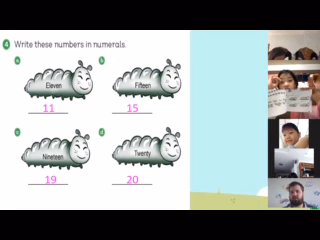 4 Write these numbers in numerals.
a b
Eleven Fifteen
11 15
c d
Nineteen Twenty
19 20